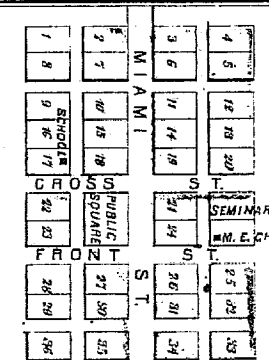 1 2 3 4
8 7 6 5
MIAMI
9 10 11 12
16 15 14 13
SCHOOL
17 18 19 20
CROSS ST.
22 PUBLIC SQUARE 21 SEMINAR
23 24 M. E. CH
FRONT ST.
ST
28 27 26 25
29 30 31 32
36 35 34 33